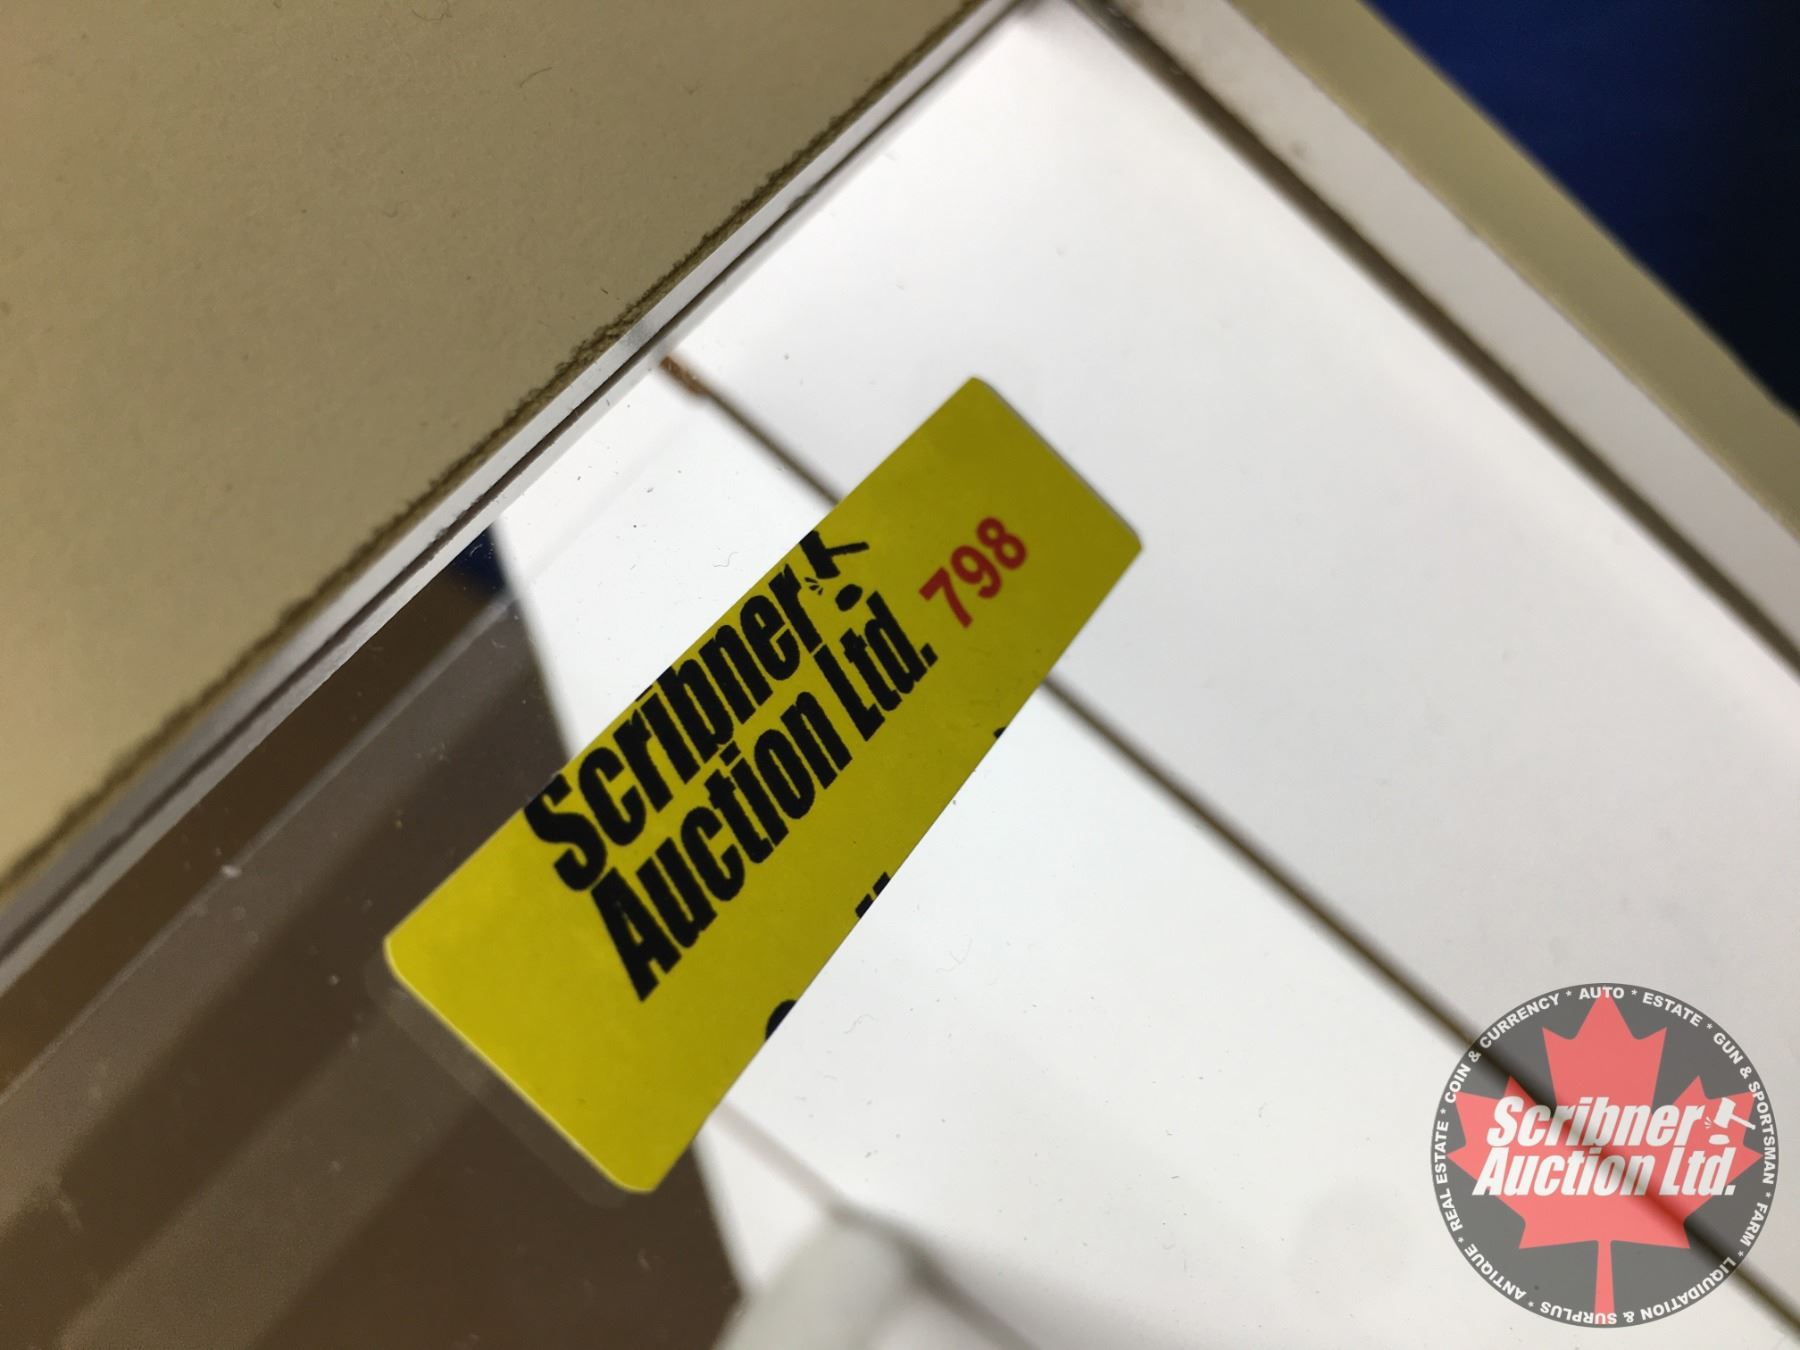 Scribner
Auction Ltd.
798
COIN & CURRENCY * AUTO * ESTATE * GUN & SPORTSMAN * FARM * LIQUIDATION & SURPLUS * ANTIQUE * REAL ESTATE *
Scribner
Auction Ltd.